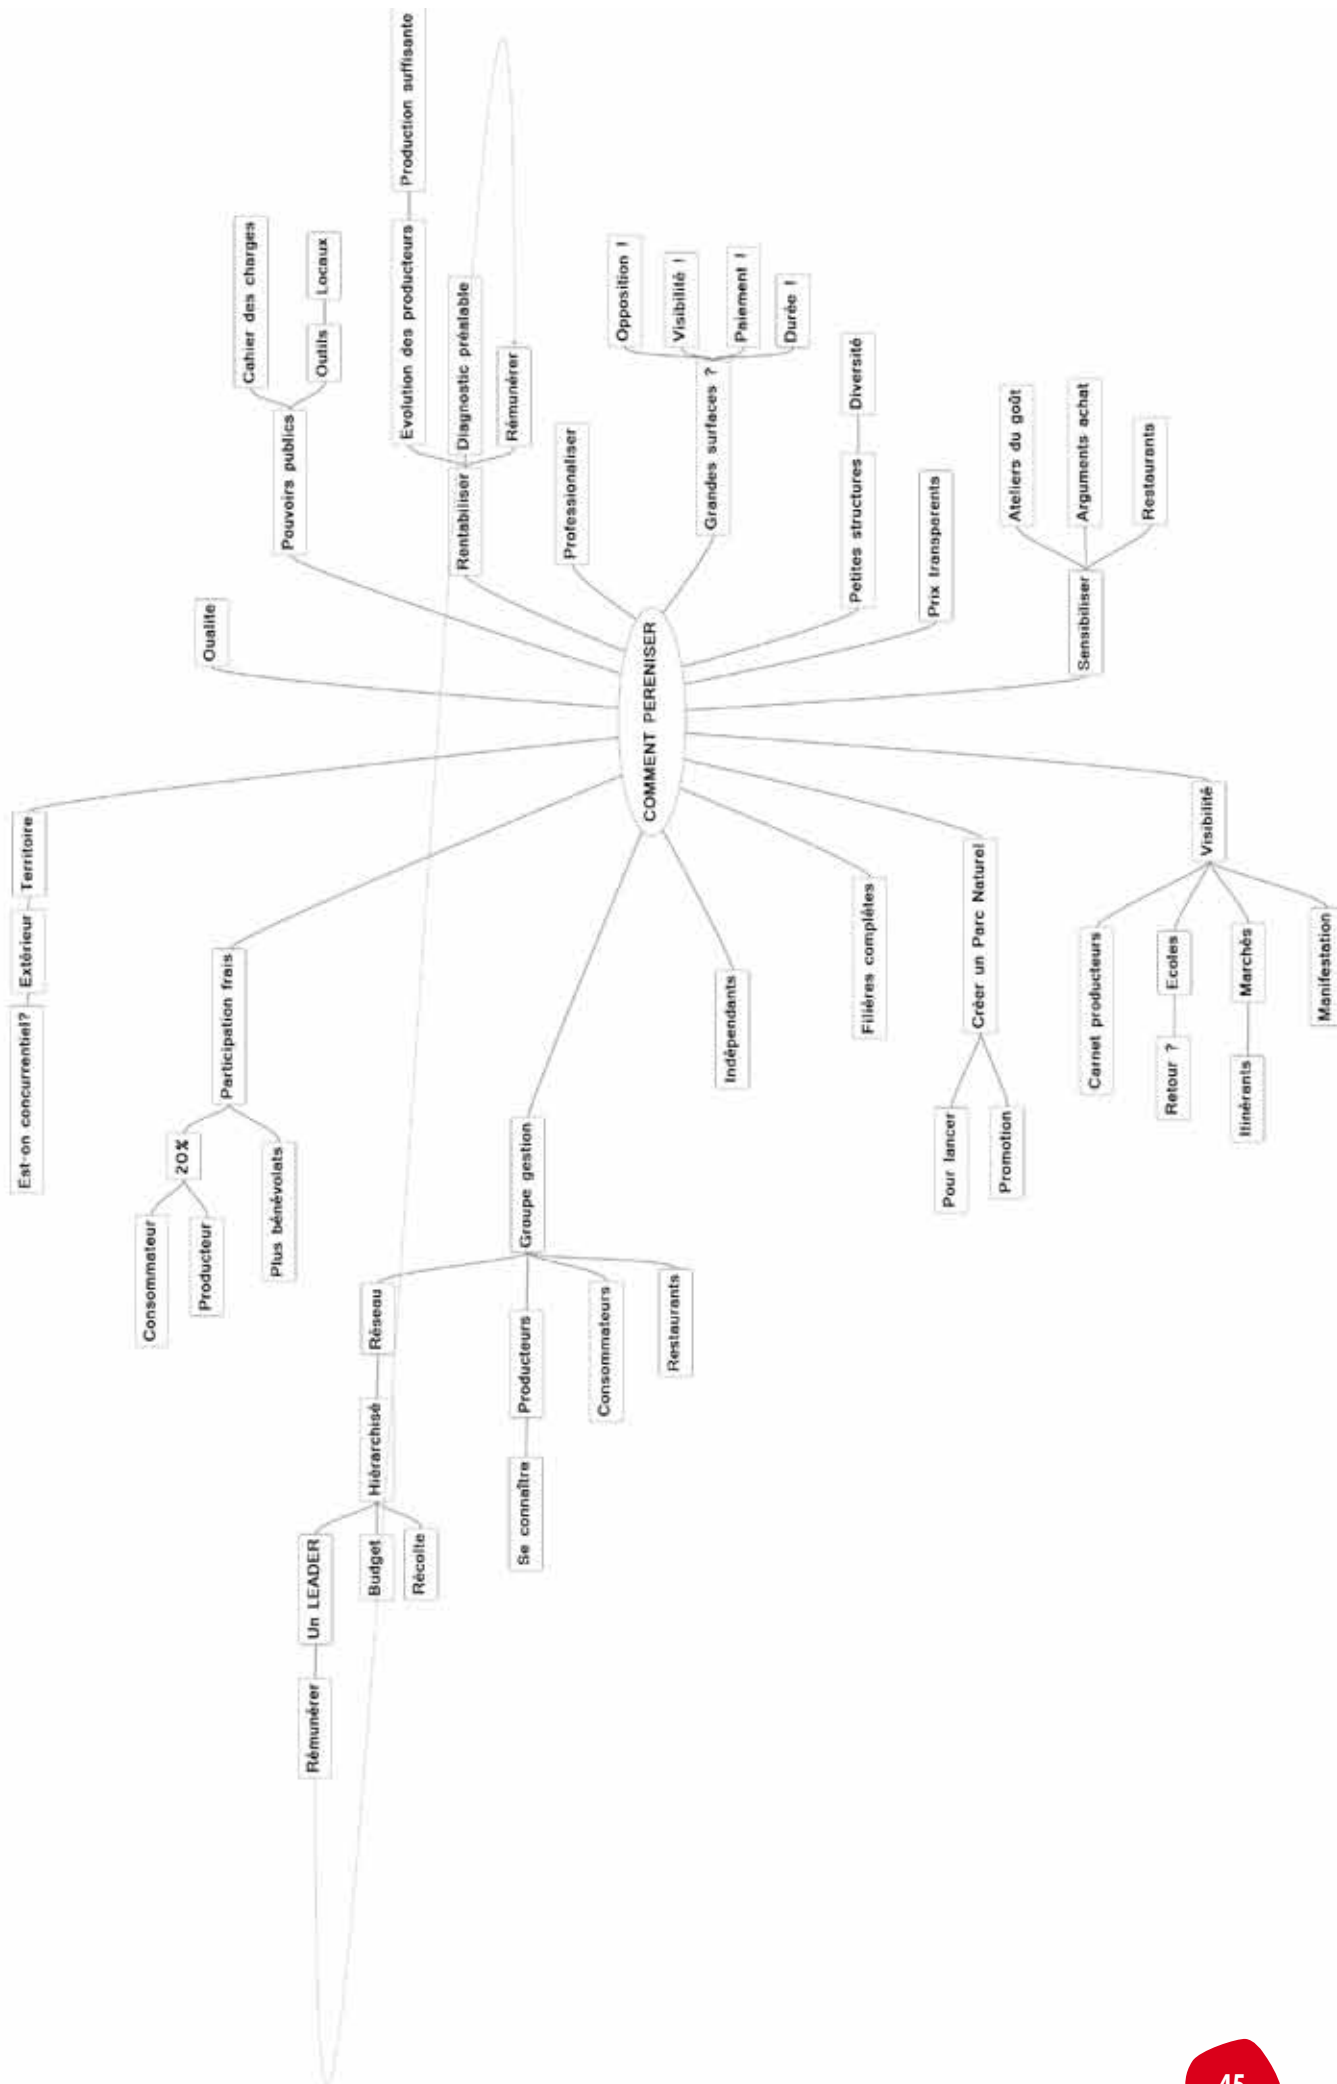 COMMENT PERENISER
Territoire
Extérieur
Est-on concurrentiel?
Participation frais
20%
Consommateur
Producteur
Plus bénévolats
Groupe gestion
Réseau
Hiérarchisé
Un LEADER
Rémunérer
Budget
Récolte
Producteurs
Se connaître
Consommateurs
Restaurants
Indépendants
Filières complètes
Créer un Parc Naturel
Pour lancer
Promotion
Visibilité
Carnet producteurs
Ecoles
Retour ?
Marchés
Itinérants
Manifestation
Qualite
Pouvoirs publics
Cahier des charges
Outils
Locaux
Rentabiliser
Evolution des producteurs
Production suffisante
Diagnostic préalable
Rémunérer
Professionaliser
Grandes surfaces ?
Opposition !
Visibilité !
Paiement !
Durée !
Petites structures
Diversité
Prix transparents
Sensibiliser
Ateliers du goût
Arguments achat
Restaurants
45